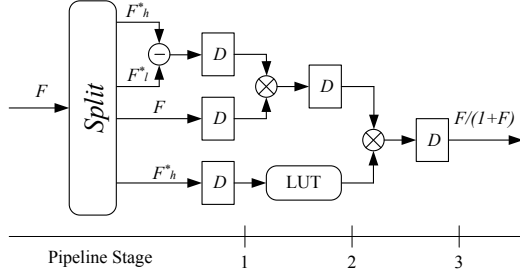 F*h
D
F*l
D
F
Split
F
D
D
F/(1+F)
F*h
D
LUT
Pipeline Stage
1
2
3